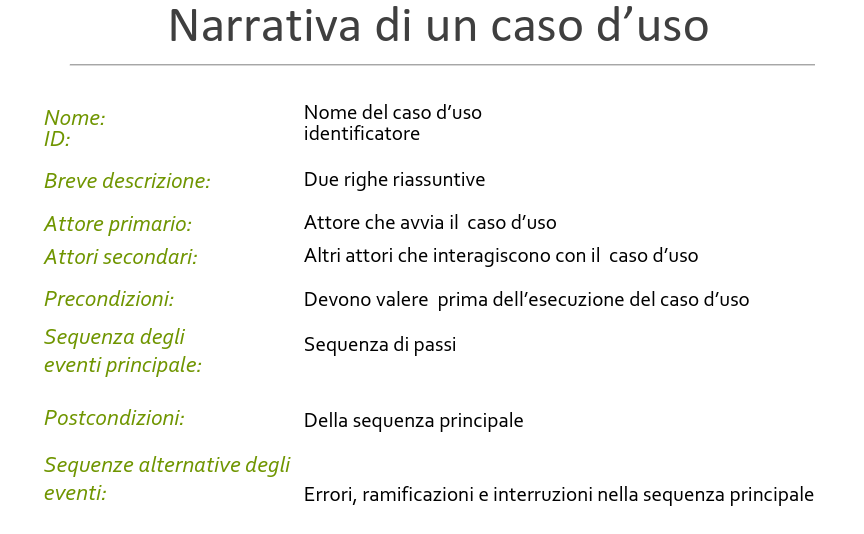 Narrativa di un caso d’uso
Nome: Nome del caso d’uso
ID: identificatore
Breve descrizione: Due righe riassuntive
Attore primario: Attore che avvia il caso d’uso
Attori secondari: Altri attori che interagiscono con il caso d’uso
Precondizioni: Devono valere prima dell’esecuzione del caso d’uso
Sequenza degli
eventi principale: Sequenza di passi
Postcondizioni: Della sequenza principale
Sequenze alternative degli
eventi: Errori, ramificazioni e interruzioni nella sequenza principale